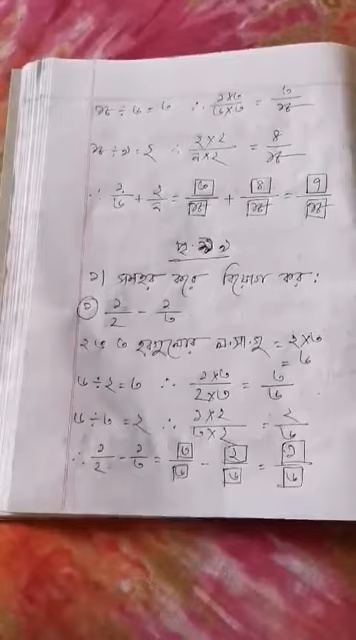 ১৮ ÷ ৬ = ৩ ∴ ১×৩/৬×৩ = ৩/১৮
১৮ ÷ ৯ = ২ ∴ ২×২/৯×২ = ৪/১৮
∴ ১/৬ + ২/৯ = ৩/১৮ + ৪/১৮ = ৭/১৮
১। সমহর করে বিয়োগ কর:
১/২ - ১/৩
২ ও ৩ হরগুলোর ল.সা.গু = ২×৩
= ৬
৬ ÷ ২ = ৩ ∴ ১×৩/২×৩ = ৩/৬
৬ ÷ ৩ = ২ ∴ ১×২/৩×২ = ২/৬
∴ ১/২ - ১/৩ = ৩/৬ - ২/৬ = ১/৬